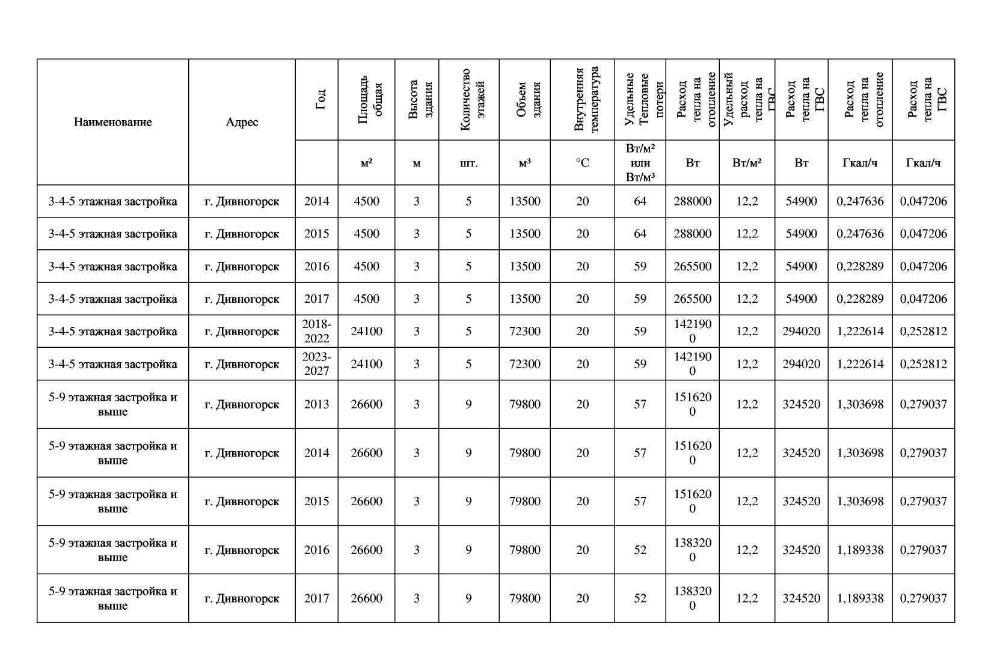 Наименование
Адрес
Год
Площадь
общая
Высота
здания
Количество
этажей
Объем
здания
Внутренняя
температура
Удельные
Тепловые
потери
Расход
тепла на
отопление
Удельный
расход
тепла на
ГВС
Расход
тепла на
ГВС
Расход
тепла на
отопление
Расход
тепла на
ГВС
м²
м
шт.
м³
°С
Вт/м²
или
Вт/м³
Вт
Вт/м²
Вт
Гкал/ч
Гкал/ч
3-4-5 этажная застройка г. Дивногорск 2014 4500 3 5 13500 20 64 288000 12,2 54900 0,247636 0,047206
3-4-5 этажная застройка г. Дивногорск 2015 4500 3 5 13500 20 64 288000 12,2 54900 0,247636 0,047206
3-4-5 этажная застройка г. Дивногорск 2016 4500 3 5 13500 20 59 265500 12,2 54900 0,228289 0,047206
3-4-5 этажная застройка г. Дивногорск 2017 4500 3 5 13500 20 59 265500 12,2 54900 0,228289 0,047206
3-4-5 этажная застройка г. Дивногорск 2018-
2022 24100 3 5 72300 20 59 142190
0 12,2 294020 1,222614 0,252812
3-4-5 этажная застройка г. Дивногорск 2023-
2027 24100 3 5 72300 20 59 142190
0 12,2 294020 1,222614 0,252812
5-9 этажная застройка и
выше г. Дивногорск 2013 26600 3 9 79800 20 57 151620
0 12,2 324520 1,303698 0,279037
5-9 этажная застройка и
выше г. Дивногорск 2014 26600 3 9 79800 20 57 151620
0 12,2 324520 1,303698 0,279037
5-9 этажная застройка и
выше г. Дивногорск 2015 26600 3 9 79800 20 57 151620
0 12,2 324520 1,303698 0,279037
5-9 этажная застройка и
выше г. Дивногорск 2016 26600 3 9 79800 20 52 138320
0 12,2 324520 1,189338 0,279037
5-9 этажная застройка и
выше г. Дивногорск 2017 26600 3 9 79800 20 52 138320
0 12,2 324520 1,189338 0,279037